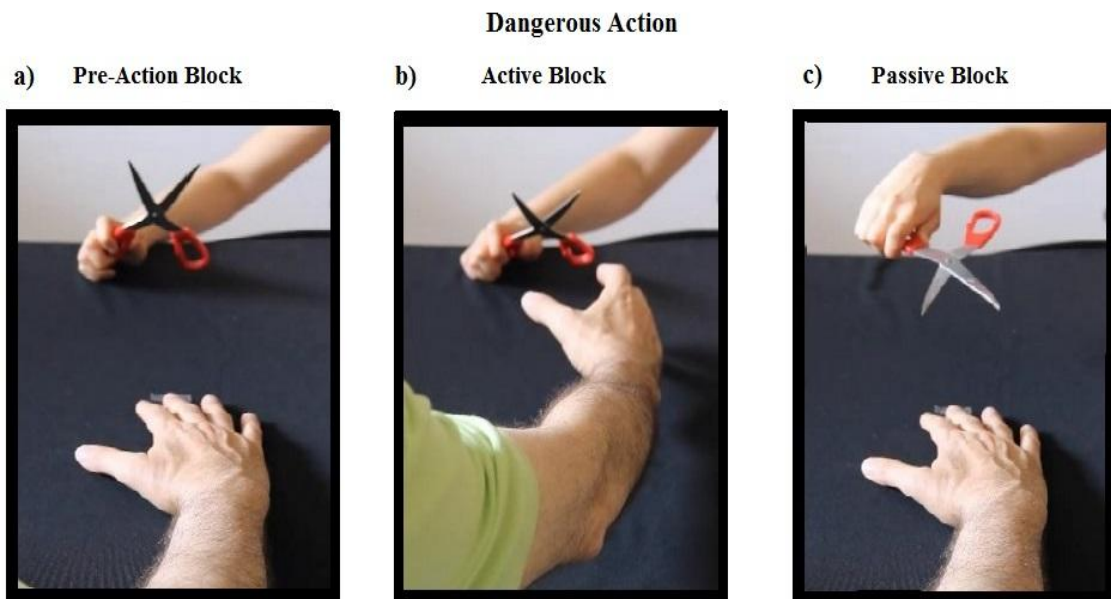 Dangerous Action
a) Pre-Action Block
b) Active Block
c) Passive Block